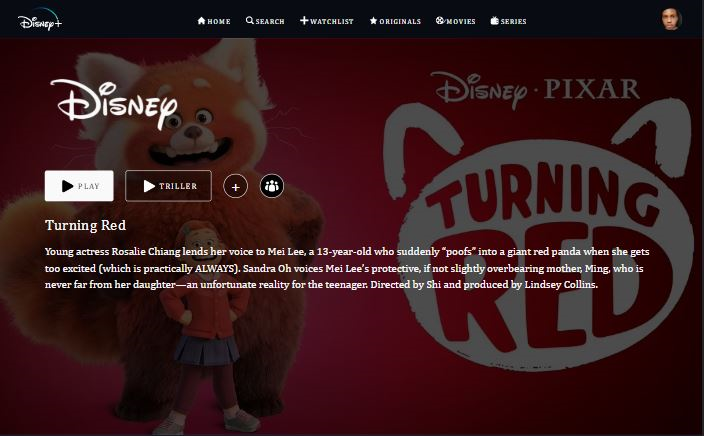 Disney+
HOME SEARCH WATCHLIST ORIGINALS MOVIES SERIES
Disney
Disney · PIXAR
TURNING
RED
PLAY TRILLER +
Turning Red
Young actress Rosalie Chiang lends her voice to Mei Lee, a 13-year-old who suddenly “poofs” into a giant red panda when she gets
too excited (which is practically ALWAYS). Sandra Oh voices Mei Lee’s protective, if not slightly overbearing mother, Ming, who is
never far from her daughter—an unfortunate reality for the teenager. Directed by Shi and produced by Lindsey Collins.